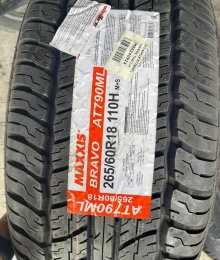 MAXXIS
BRAVO AT790ML
265/60R18 110H M+S
AT790ML
265/60R18